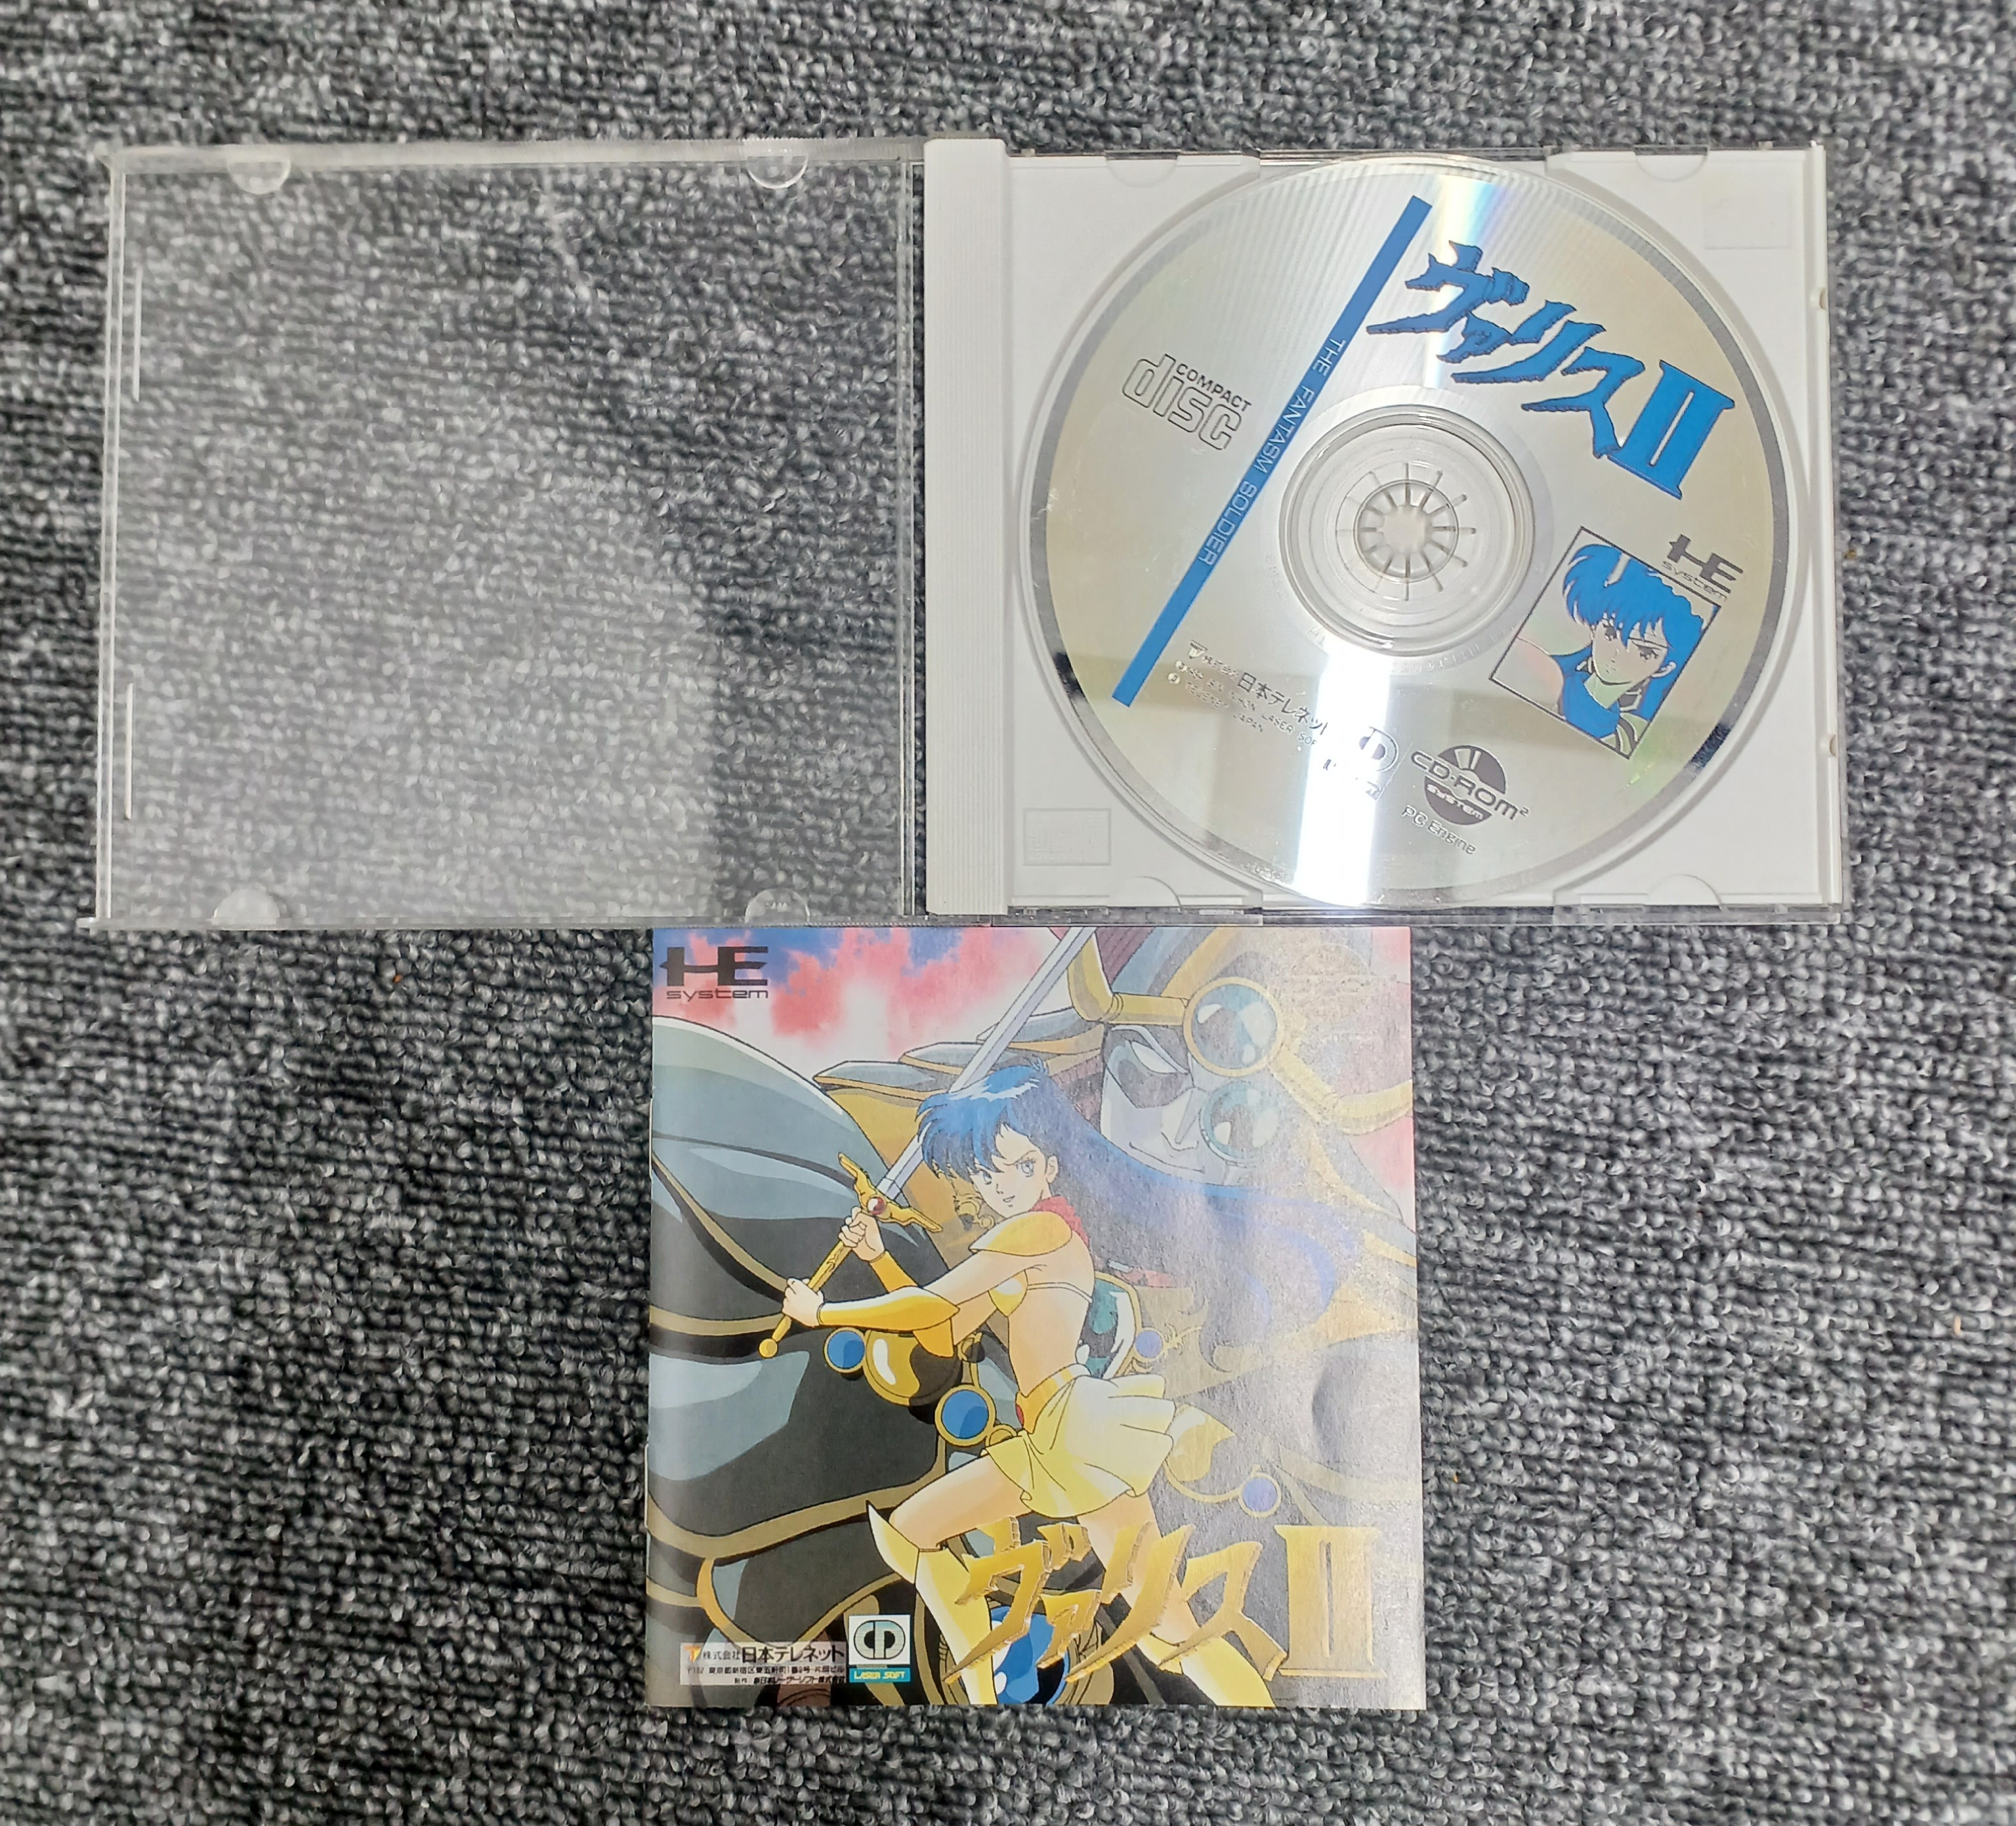 ヴァリスII
THE FANTASM SOLDIER
COMPACT
disc
HE
system
日本テレネット
CD-ROM²
SYSTEM
PC Engine
HE
system
ヴァリスII
株式会社日本テレネット
CD
LASER SOFT